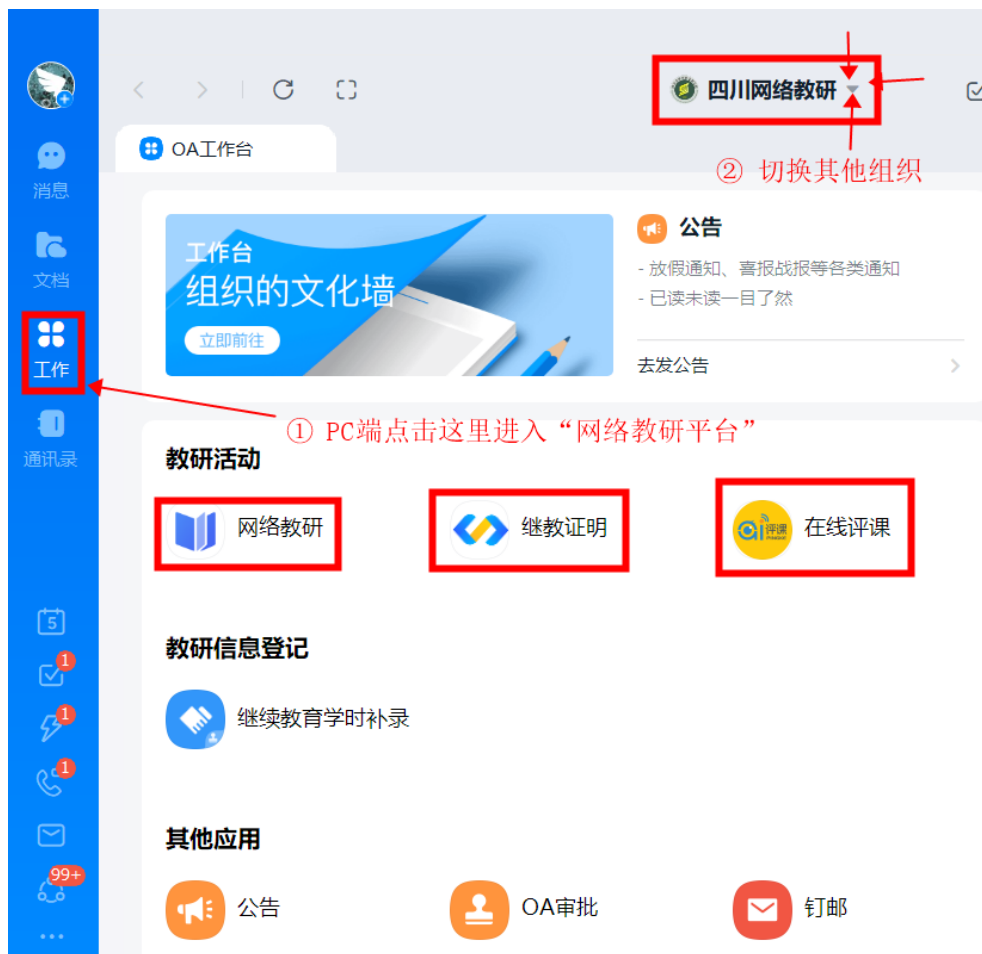 四川网络教研
OA工作台
② 切换其他组织
消息
文档
工作
通讯录
工作台
组织的文化墙
立即前往
公告
- 放假通知、喜报战报等各类通知
- 已读未读一目了然
去发公告
① PC端点击这里进入“网络教研平台”
教研活动
网络教研
继教证明
评课
在线评课
5
1
1
1
99+
教研信息登记
继续教育学时补录
其他应用
公告
OA审批
钉邮